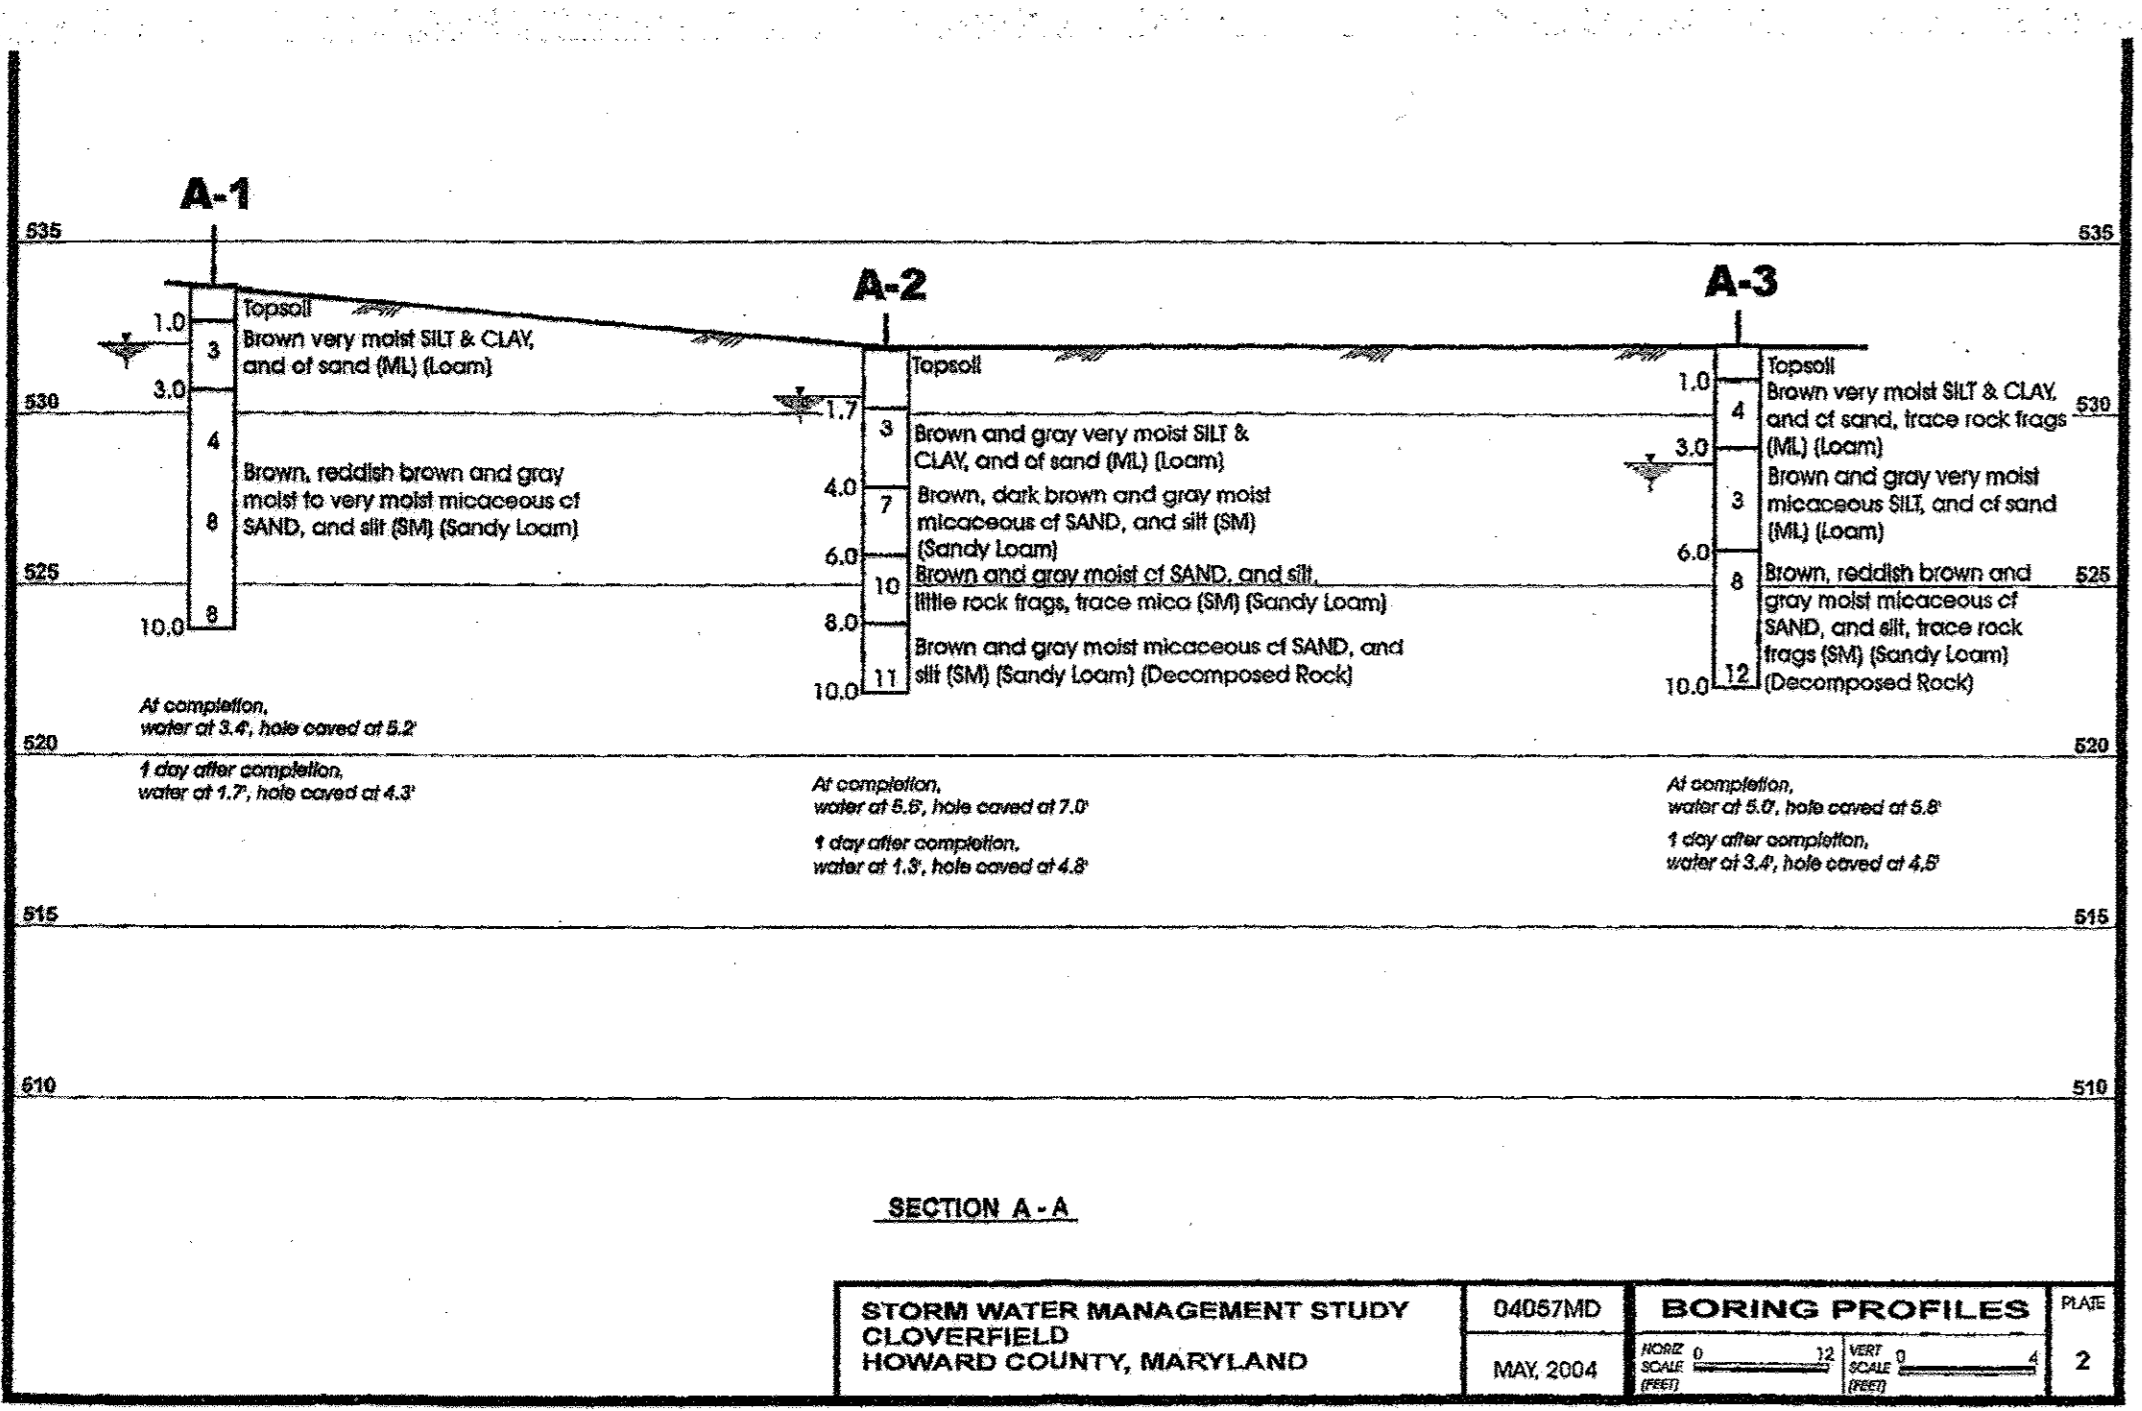 A-1
535
535
A-2
A-3
Topsoil
1.0
Brown very moist SILT & CLAY,
3
and cf sand (ML) (Loam)
3.0
530
4
Brown, reddish brown and gray
moist to very moist micaceous cf
8
SAND, and silt (SM) (Sandy Loam)
525
8
10.0
At completion,
water at 3.4', hole caved at 5.2'
520
1 day after completion,
water at 1.7', hole caved at 4.3'
Topsoil
1.7
3
Brown and gray very moist SILT &
CLAY, and cf sand (ML) (Loam)
4.0
7
Brown, dark brown and gray moist
micaceous cf SAND, and silt (SM)
(Sandy Loam)
6.0
10
Brown and gray moist cf SAND, and silt,
little rock frags, trace mica (SM) (Sandy Loam)
8.0
Brown and gray moist micaceous cf SAND, and
11
silt (SM) (Sandy Loam) (Decomposed Rock)
10.0
At completion,
water at hole caved at 7.0'
1 day after completion,
water at 1.3', hole caved at 4.8'
Topsoil
1.0
Brown very moist SILT & CLAY,
4
and cf sand, trace rock frags
530
3.0
(ML) (Loam)
Brown and gray very moist
3
micaceous SILT, and cf sand
(ML) (Loam)
6.0
8
Brown, reddish brown and
525
gray moist micaceous cf
SAND, and silt, trace rock
frags (SM) (Sandy Loam)
12
10.0
(Decomposed Rock)
520
At completion,
water at 5.0', hole caved at 5.8'
1 day after completion,
water at 3.4', hole caved at 4.5'
515
515
510
510
SECTION A - A
STORM WATER MANAGEMENT STUDY
CLOVERFIELD
HOWARD COUNTY, MARYLAND
04057MD
MAY, 2004
BORING PROFILES
HORIZ
SCALE
(FEET)
0 12
VERT
SCALE
(FEET)
0 4
PLATE
2